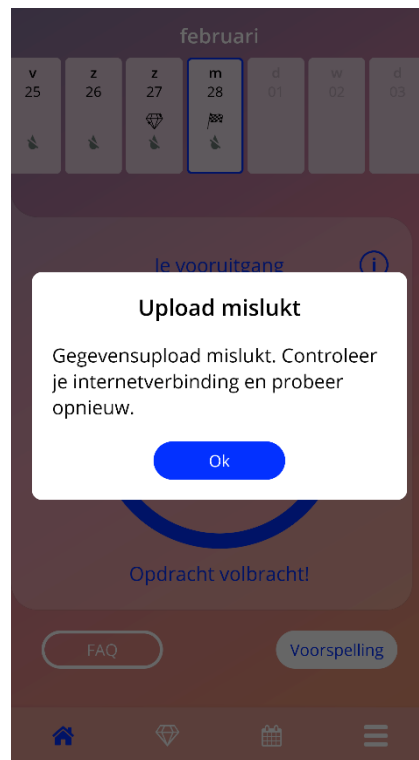 februari
v z z m d w d
25 26 27 28 01 02 03
Je vooruitgang
i
Upload mislukt
Gegevensupload mislukt. Controleer
je internetverbinding en probeer
opnieuw.
Ok
Opdracht volbracht!
FAQ Voorspelling